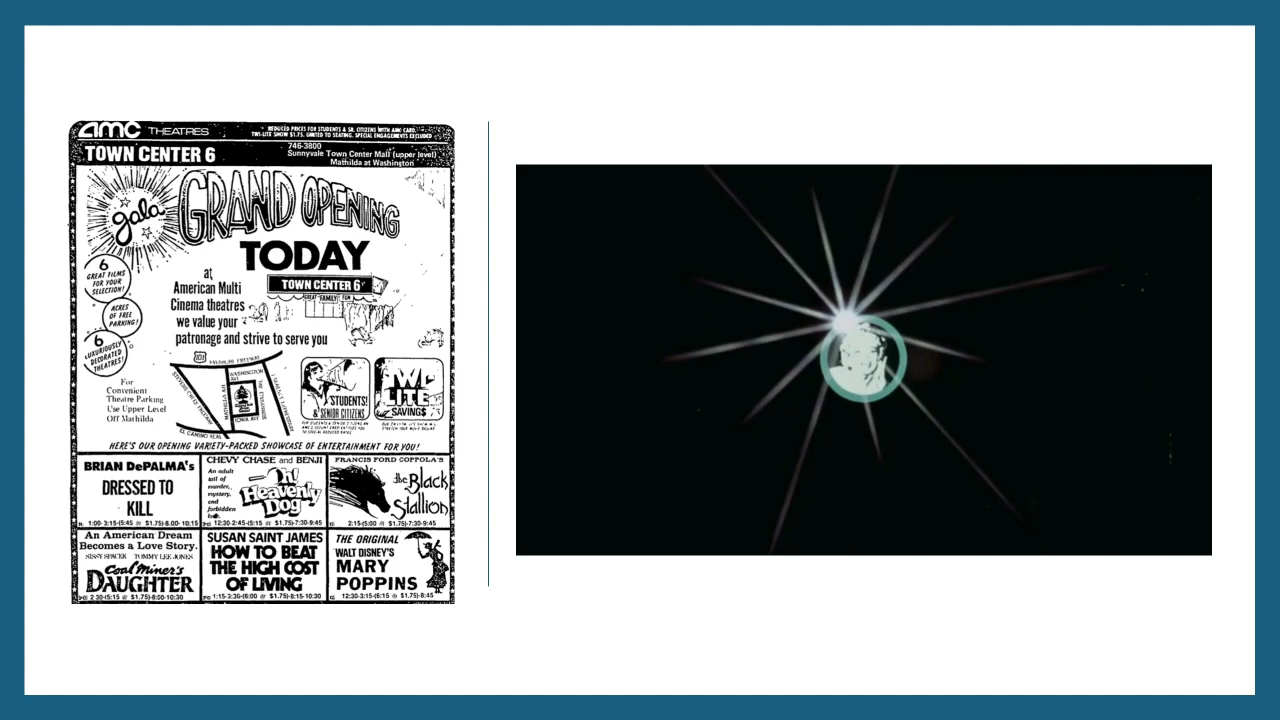 amc THEATRES
REDUCED PRICES FOR STUDENTS & SR. CITIZENS WITH AMC CARD.
TWI-LITE SHOW $1.75. LIMITED TO SEATING. SPECIAL ENGAGEMENTS EXCLUDED
TOWN CENTER 6
746-3800
Sunnyvale Town Center Mall (upper level)
Mathilda at Washington
gala
GRAND OPENING
TODAY
6
GREAT FILMS
FOR YOUR
SELECTION!
ACRES
OF FREE
PARKING!
6
LUXURIOUSLY
DECORATED
THEATRES!
at
American Multi
Cinema theatres
we value your
patronage and strive to serve you
TOWN CENTER 6
GREAT FAMILY FUN
For
Convenient
Theatre Parking
Use Upper Level
Off Mathilda
101
WASHINGTON
EL CAMINO REAL
STUDENTS!
& SENIOR CITIZENS
TWI-
LITE
SAVING$
HERE'S OUR OPENING VARIETY-PACKED SHOWCASE OF ENTERTAINMENT FOR YOU!
BRIAN DePALMA's
DRESSED TO
KILL
R 1:00-3:15-(5:45 @ $1.75)-8:00-10:15
CHEVY CHASE and BENJI
An adult
tail of
murder,
mystery,
and
forbidden
Oh!
Heavenly
Dog
PG 12:30-2:45-(5:15 @ $1.75)-7:30-9:45
FRANCIS FORD COPPOLA'S
the Black
Stallion
G 2:15-(5:00 @ $1.75)-7:30-9:45
An American Dream
Becomes a Love Story.
SISSY SPACEK TOMMY LEE JONES
Coal Miner's
DAUGHTER
PG 2:30-(5:15 @ $1.75)-8:00-10:30
SUSAN SAINT JAMES
HOW TO BEAT
THE HIGH COST
OF LIVING
PG 1:15-3:30-(6:00 @ $1.75)-8:15-10:30
THE ORIGINAL
WALT DISNEY'S
MARY
POPPINS
G 12:30-3:15-(6:15 @ $1.75)-8:45